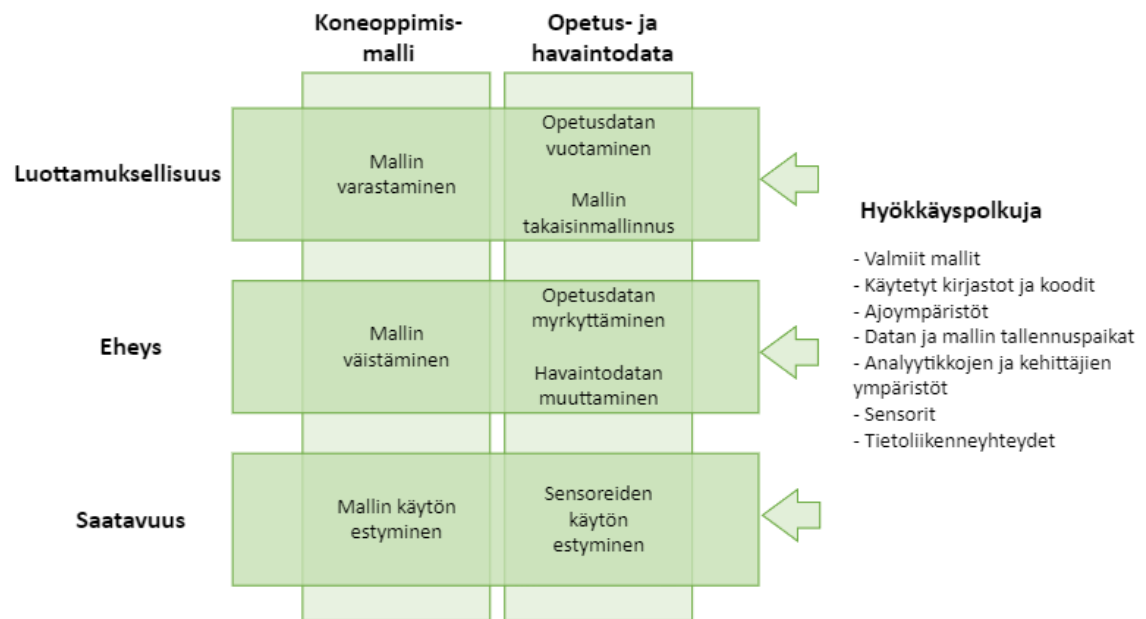 Koneoppimis-
malli
Opetus- ja
havaintodata
Luottamuksellisuus
Mallin
varastaminen
Opetusdatan
vuotaminen
Mallin
takaisinmallinnus
Eheys
Mallin
väistäminen
Opetusdatan
myrkyttäminen
Havaintodatan
muuttaminen
Saatavuus
Mallin käytön
estyminen
Sensoreiden
käytön
estyminen
Hyökkäyspolkuja
- Valmiit mallit
- Käytetyt kirjastot ja koodit
- Ajoympäristöt
- Datan ja mallin tallennuspaikat
- Analyytikkojen ja kehittäjien
ympäristöt
- Sensorit
- Tietoliikenneyhteydet